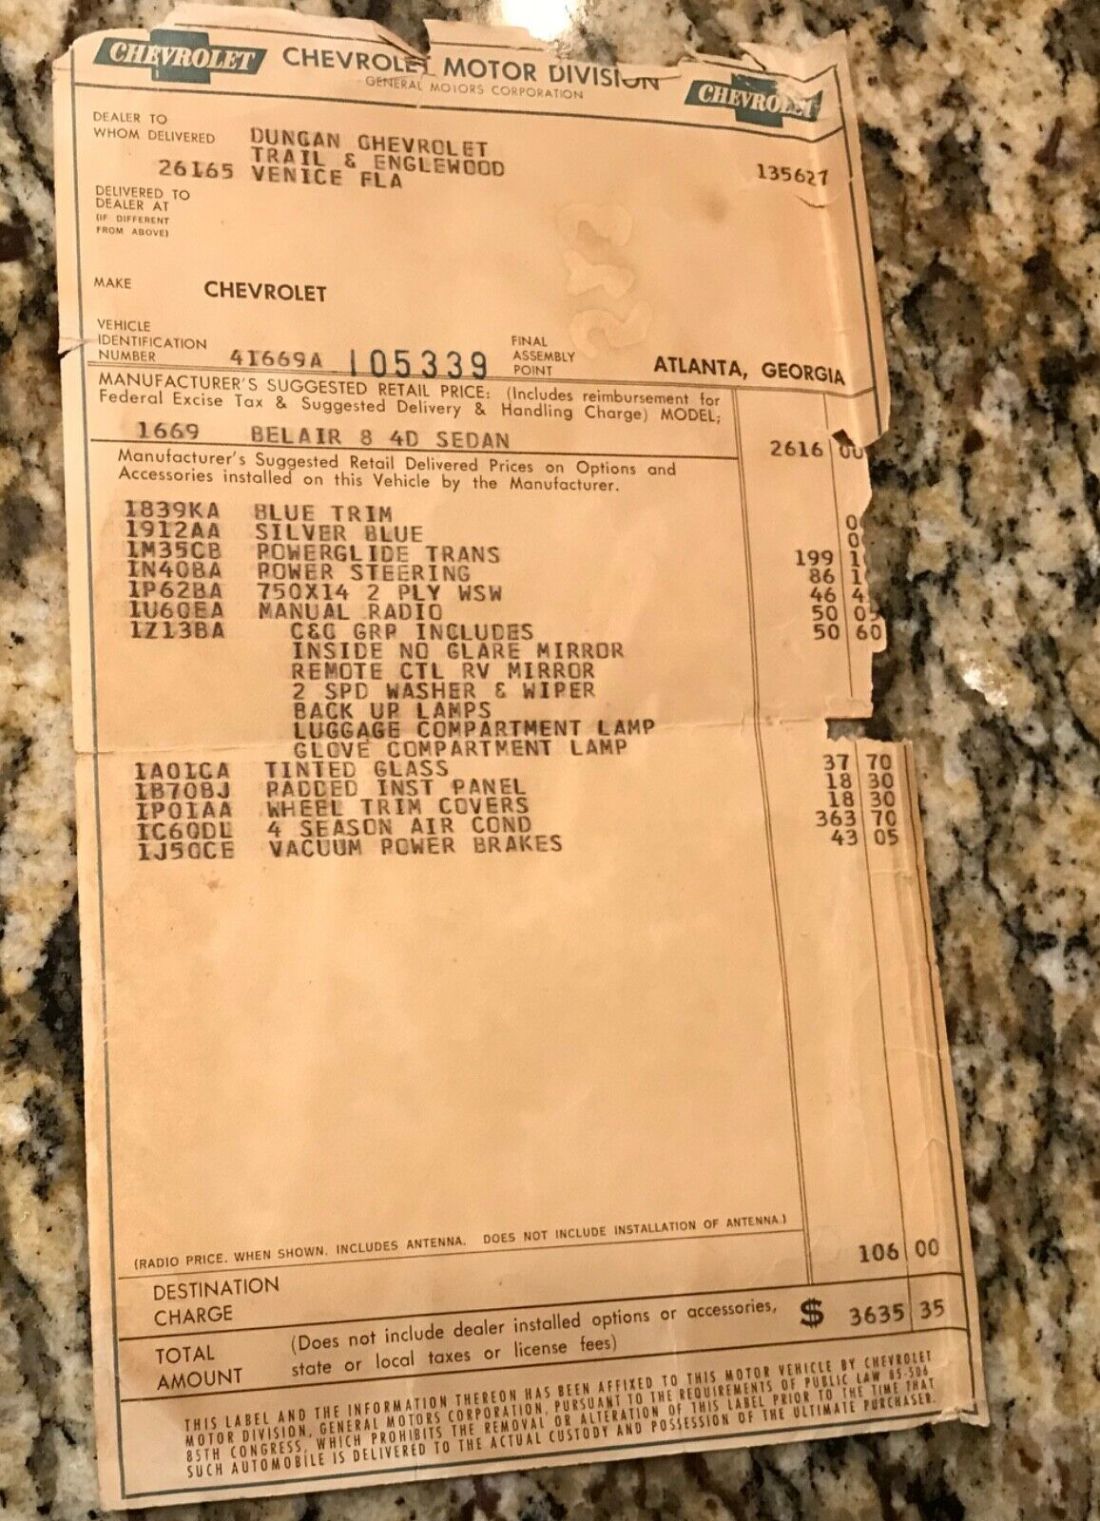 CHEVROLET CHEVROLET MOTOR DIVISION CHEVROLET
GENERAL MOTORS CORPORATION
DEALER TO
WHOM DELIVERED
DUNCAN CHEVROLET
TRAIL & ENGLEWOOD
26165 VENICE FLA
135627
DELIVERED TO
DEALER AT
(IF DIFFERENT
FROM ABOVE)
MAKE CHEVROLET
VEHICLE
IDENTIFICATION
NUMBER 41669A 105339
FINAL
ASSEMBLY
POINT
ATLANTA, GEORGIA
MANUFACTURER'S SUGGESTED RETAIL PRICE: (Includes reimbursement for
Federal Excise Tax & Suggested Delivery & Handling Charge) MODEL;
1669 BELAIR 8 4D SEDAN 2616 00
Manufacturer's Suggested Retail Delivered Prices on Options and
Accessories installed on this Vehicle by the Manufacturer.
1839KA BLUE TRIM
1912AA SILVER BLUE
1M35CB POWERGLIDE TRANS 199
1N40BA POWER STEERING 86
1P62BA 750X14 2 PLY WSW 46
1U60EA MANUAL RADIO 50 05
1Z13BA C&C GRP INCLUDES 50 60
INSIDE NO GLARE MIRROR
REMOTE CTL RV MIRROR
2 SPD WASHER & WIPER
BACK UP LAMPS
LUGGAGE COMPARTMENT LAMP
GLOVE COMPARTMENT LAMP
1A01CA TINTED GLASS 37 70
1B70BJ PADDED INST PANEL 18 30
1P01AA WHEEL TRIM COVERS 18 30
1C60DL 4 SEASON AIR COND 363 70
1J50CE VACUUM POWER BRAKES 43 05
(RADIO PRICE, WHEN SHOWN, INCLUDES ANTENNA. DOES NOT INCLUDE INSTALLATION OF ANTENNA.)
DESTINATION
CHARGE
106 00
TOTAL
AMOUNT
(Does not include dealer installed options or accessories,
state or local taxes or license fees)
$ 3635 35
THIS LABEL AND THE INFORMATION THEREON HAS BEEN AFFIXED TO THIS MOTOR VEHICLE BY CHEVROLET
MOTOR DIVISION, GENERAL MOTORS CORPORATION, PURSUANT TO THE REQUIREMENTS OF PUBLIC LAW 85-506
85TH CONGRESS, WHICH PROHIBITS THE REMOVAL OR ALTERATION OF THIS LABEL PRIOR TO THE TIME THAT
SUCH AUTOMOBILE IS DELIVERED TO THE ACTUAL CUSTODY AND POSSESSION OF THE ULTIMATE PURCHASER.